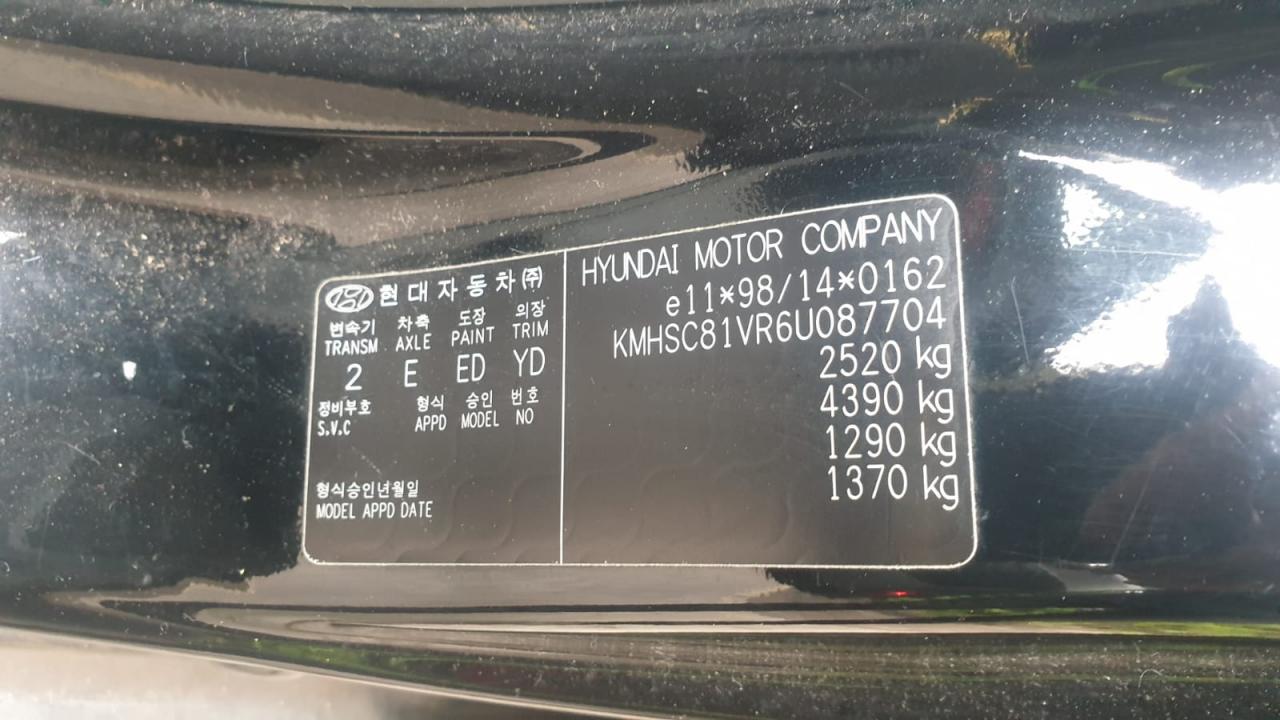 현대자동차(주)
변속기 차축 도장 의장
TRANSM AXLE PAINT TRIM
2 E ED YD
정비부호 형식 승인 번호
S.V.C APPD MODEL NO
형식승인년월일
MODEL APPD DATE
HYUNDAI MOTOR COMPANY
e11*98/14*0162
KMHSC81VR6U087704
2520 kg
4390 kg
1290 kg
1370 kg